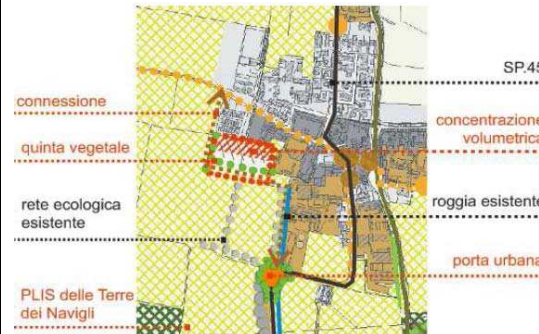 connessione
quinta vegetale
rete ecologica
esistente
PLIS delle Terre
dei Navigli
SP.45
concentrazione
volumetrica
roggia esistente
porta urbana